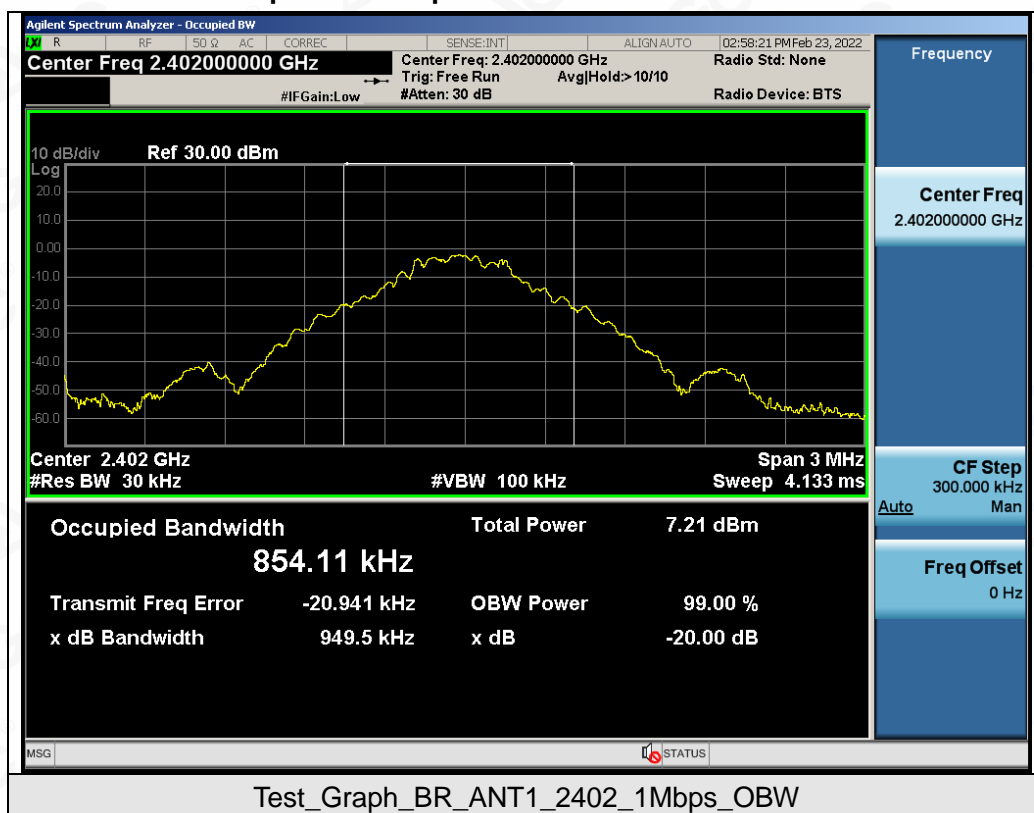 Agilent Spectrum Analyzer - Occupied BW
LXI R RF 50 Ω AC CORREC SENSE:INT ALIGN AUTO 02:58:21 PM Feb 23, 2022
Center Freq 2.402000000 GHz
Center Freq: 2.402000000 GHz
Radio Std: None
Trig: Free Run Avg|Hold:> 10/10
#IFGain:Low
#Atten: 30 dB
Radio Device: BTS
Frequency
10 dB/div Ref 30.00 dBm
Log
20.0
10.0
0.00
-10.0
-20.0
-30.0
-40.0
-50.0
-60.0
Center 2.402 GHz
Span 3 MHz
#Res BW 30 kHz
#VBW 100 kHz
Sweep 4.133 ms
Center Freq
2.402000000 GHz
CF Step
300.000 kHz
Auto Man
Freq Offset
0 Hz
Occupied Bandwidth
854.11 kHz
Total Power 7.21 dBm
Transmit Freq Error -20.941 kHz
OBW Power 99.00 %
x dB Bandwidth 949.5 kHz
x dB -20.00 dB
MSG
STATUS
Test_Graph_BR_ANT1_2402_1Mbps_OBW